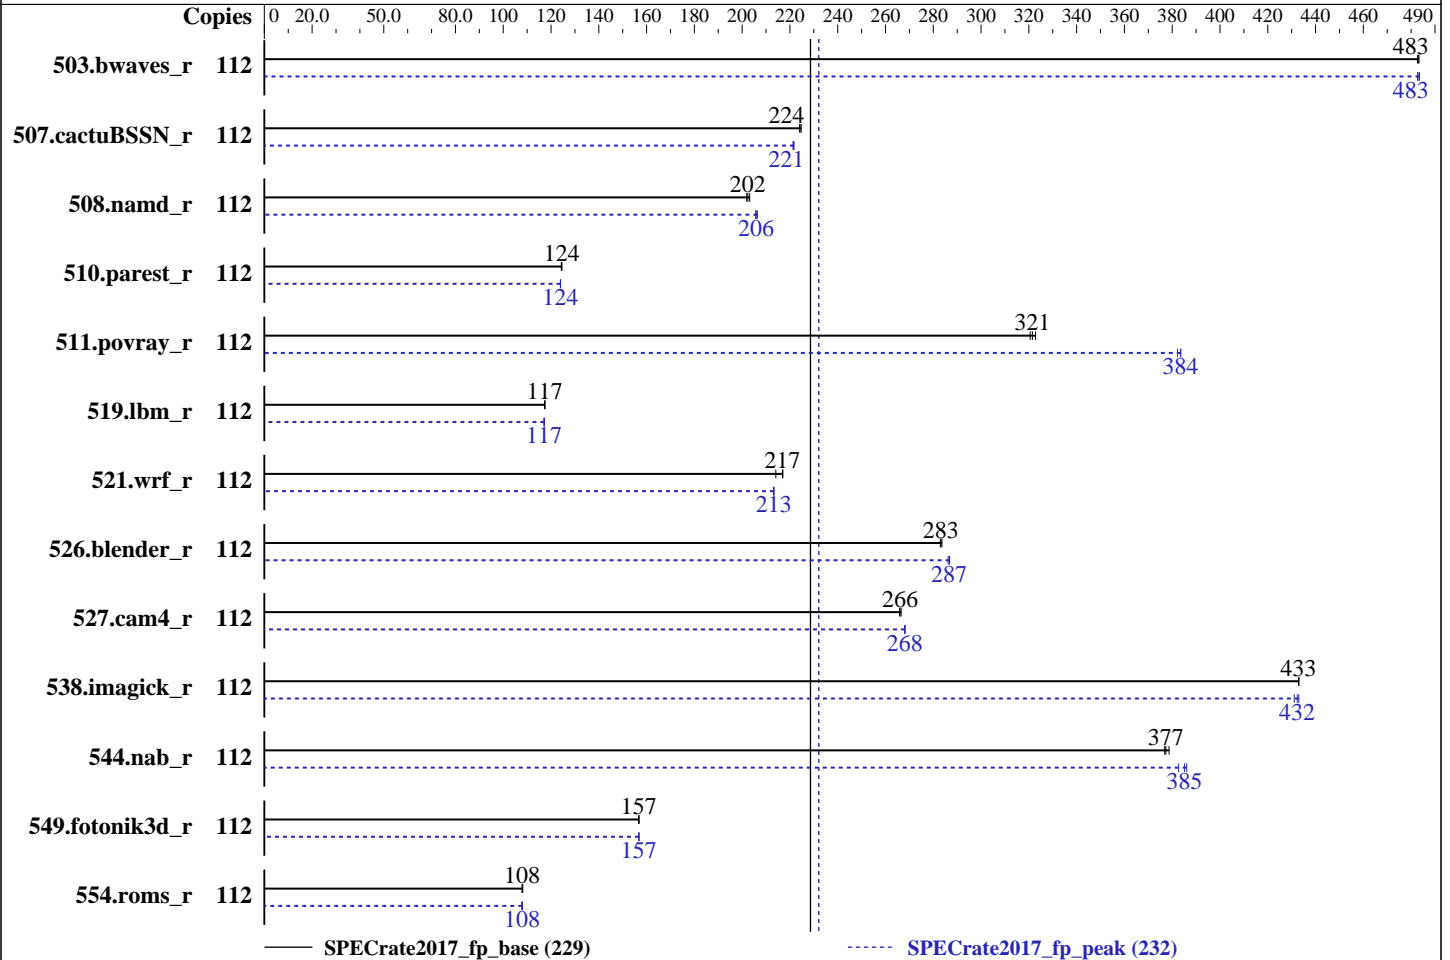 Copies 0 20.0 50.0 80.0 100 120 140 160 180 200 220 240 260 280 300 320 340 360 380 400 420 440 460 490
503.bwaves_r 112 483
483
507.cactuBSSN_r 112 224
221
508.namd_r 112 202
206
510.parest_r 112 124
124
511.povray_r 112 321
384
519.lbm_r 112 117
117
521.wrf_r 112 217
213
526.blender_r 112 283
287
527.cam4_r 112 266
268
538.imagick_r 112 433
432
544.nab_r 112 377
385
549.fotonik3d_r 112 157
157
554.roms_r 112 108
108
SPECrate2017_fp_base (229) SPECrate2017_fp_peak (232)